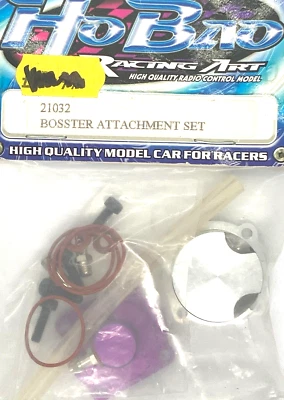 HOBAO
RACING ART
HIGH QUALITY, RADIO CONTROL MODEL
21032
BOSSTER ATTACHMENT SET
HIGH QUALITY MODEL CAR FOR RACERS